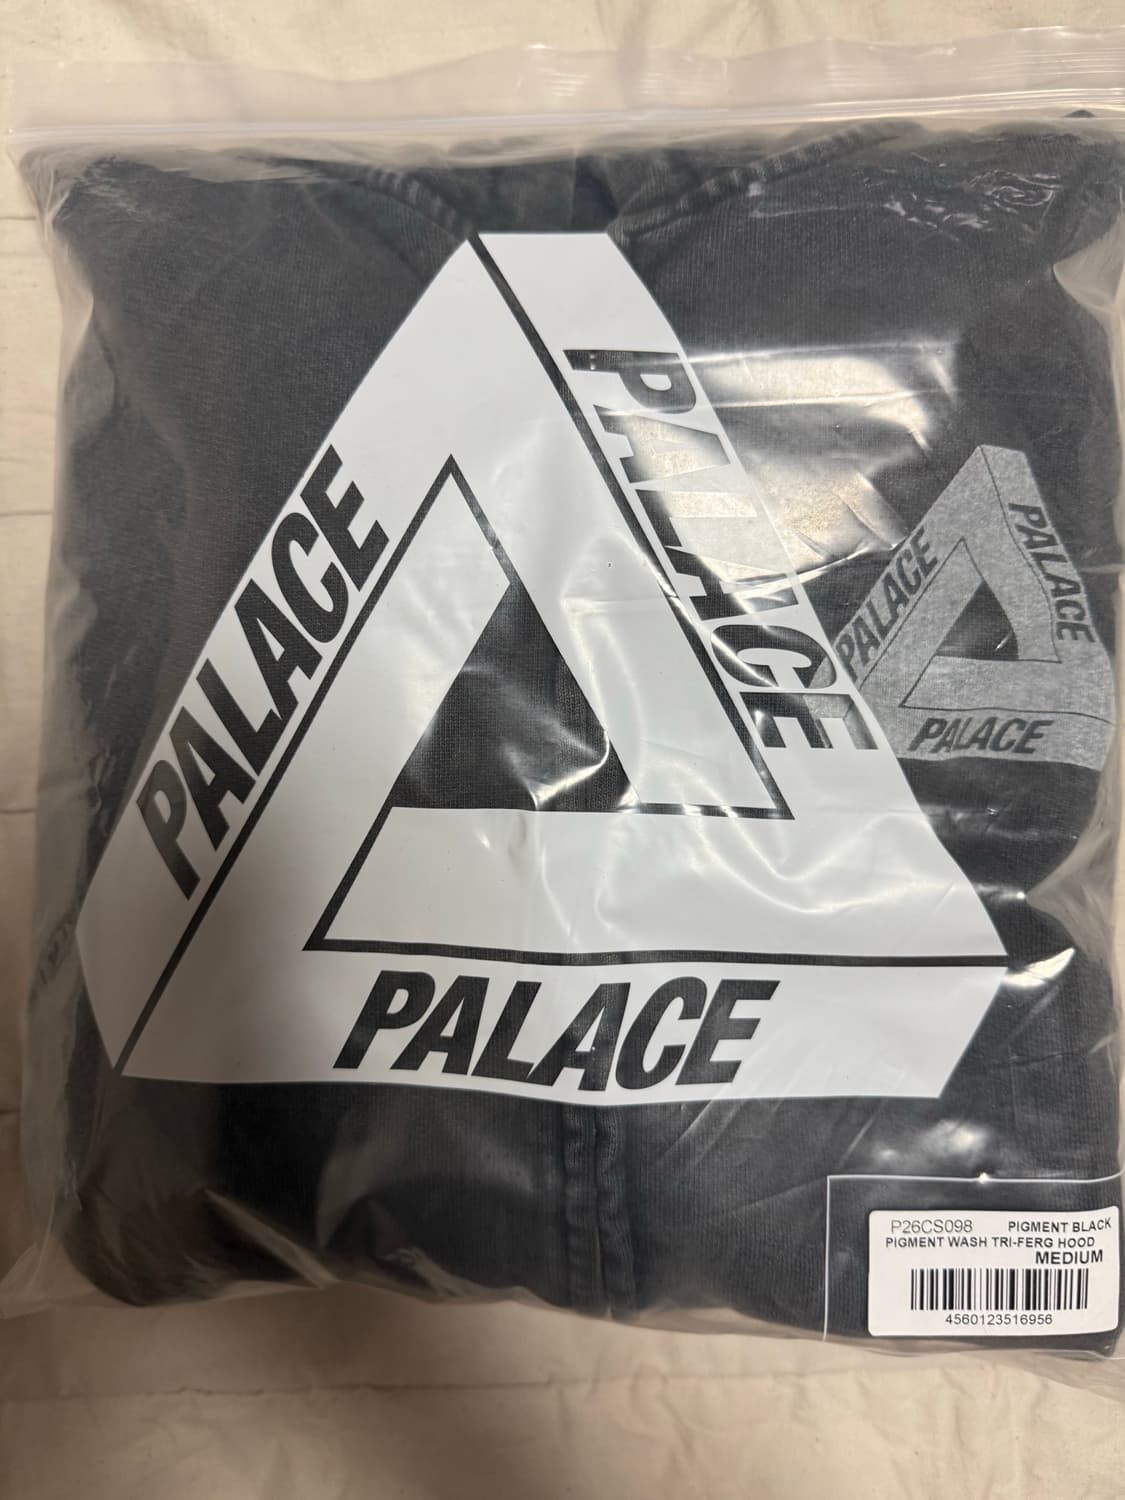 PALACE
PALACE
PALACE
PALACE
PALACE
PALACE
P26CS098 PIGMENT BLACK
PIGMENT WASH TRI-FERG HOOD
MEDIUM
4560123516956